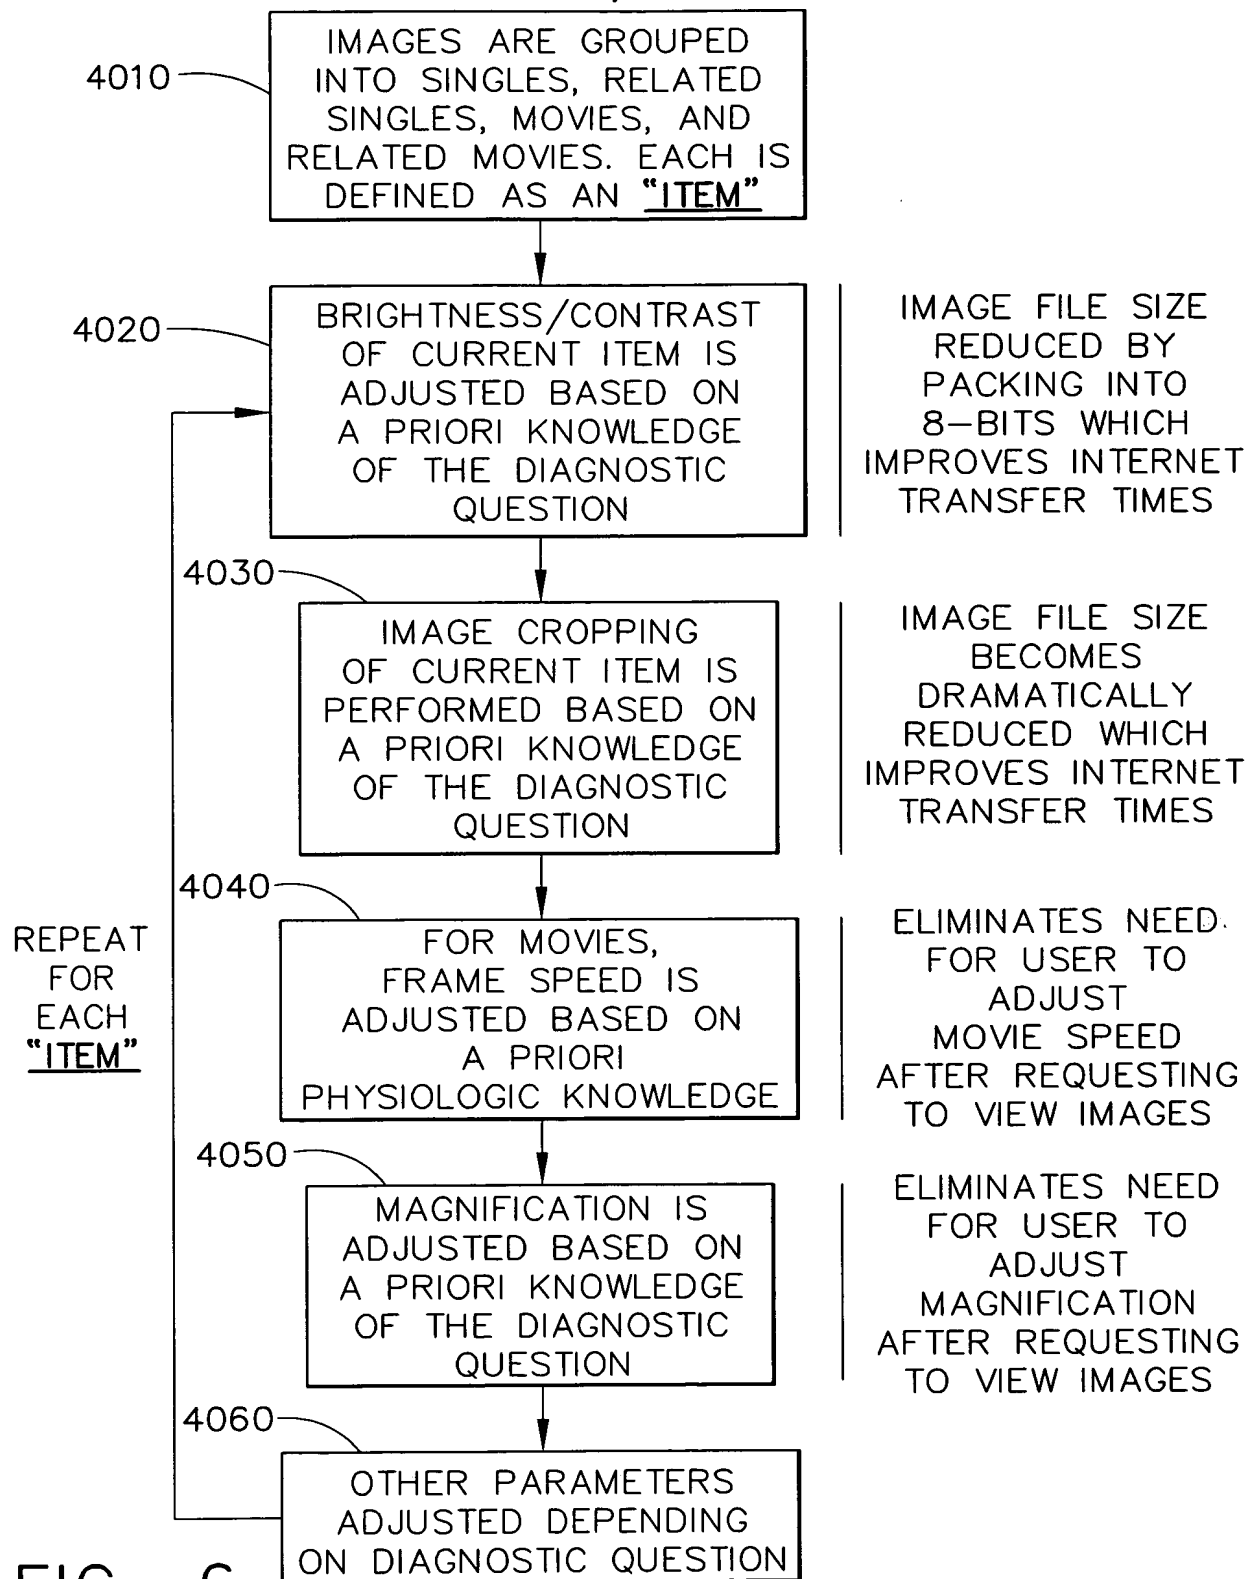 4010
IMAGES ARE GROUPED
INTO SINGLES, RELATED
SINGLES, MOVIES, AND
RELATED MOVIES. EACH IS
DEFINED AS AN "ITEM"
4020
BRIGHTNESS/CONTRAST
OF CURRENT ITEM IS
ADJUSTED BASED ON
A PRIORI KNOWLEDGE
OF THE DIAGNOSTIC
QUESTION
IMAGE FILE SIZE
REDUCED BY
PACKING INTO
8-BITS WHICH
IMPROVES INTERNET
TRANSFER TIMES
4030
IMAGE CROPPING
OF CURRENT ITEM IS
PERFORMED BASED ON
A PRIORI KNOWLEDGE
OF THE DIAGNOSTIC
QUESTION
IMAGE FILE SIZE
BECOMES
DRAMATICALLY
REDUCED WHICH
IMPROVES INTERNET
TRANSFER TIMES
4040
FOR MOVIES,
FRAME SPEED IS
ADJUSTED BASED ON
A PRIORI
PHYSIOLOGIC KNOWLEDGE
ELIMINATES NEED
FOR USER TO
ADJUST
MOVIE SPEED
AFTER REQUESTING
TO VIEW IMAGES
REPEAT
FOR
EACH
"ITEM"
4050
MAGNIFICATION IS
ADJUSTED BASED ON
A PRIORI KNOWLEDGE
OF THE DIAGNOSTIC
QUESTION
ELIMINATES NEED
FOR USER TO
ADJUST
MAGNIFICATION
AFTER REQUESTING
TO VIEW IMAGES
4060
OTHER PARAMETERS
ADJUSTED DEPENDING
ON DIAGNOSTIC QUESTION